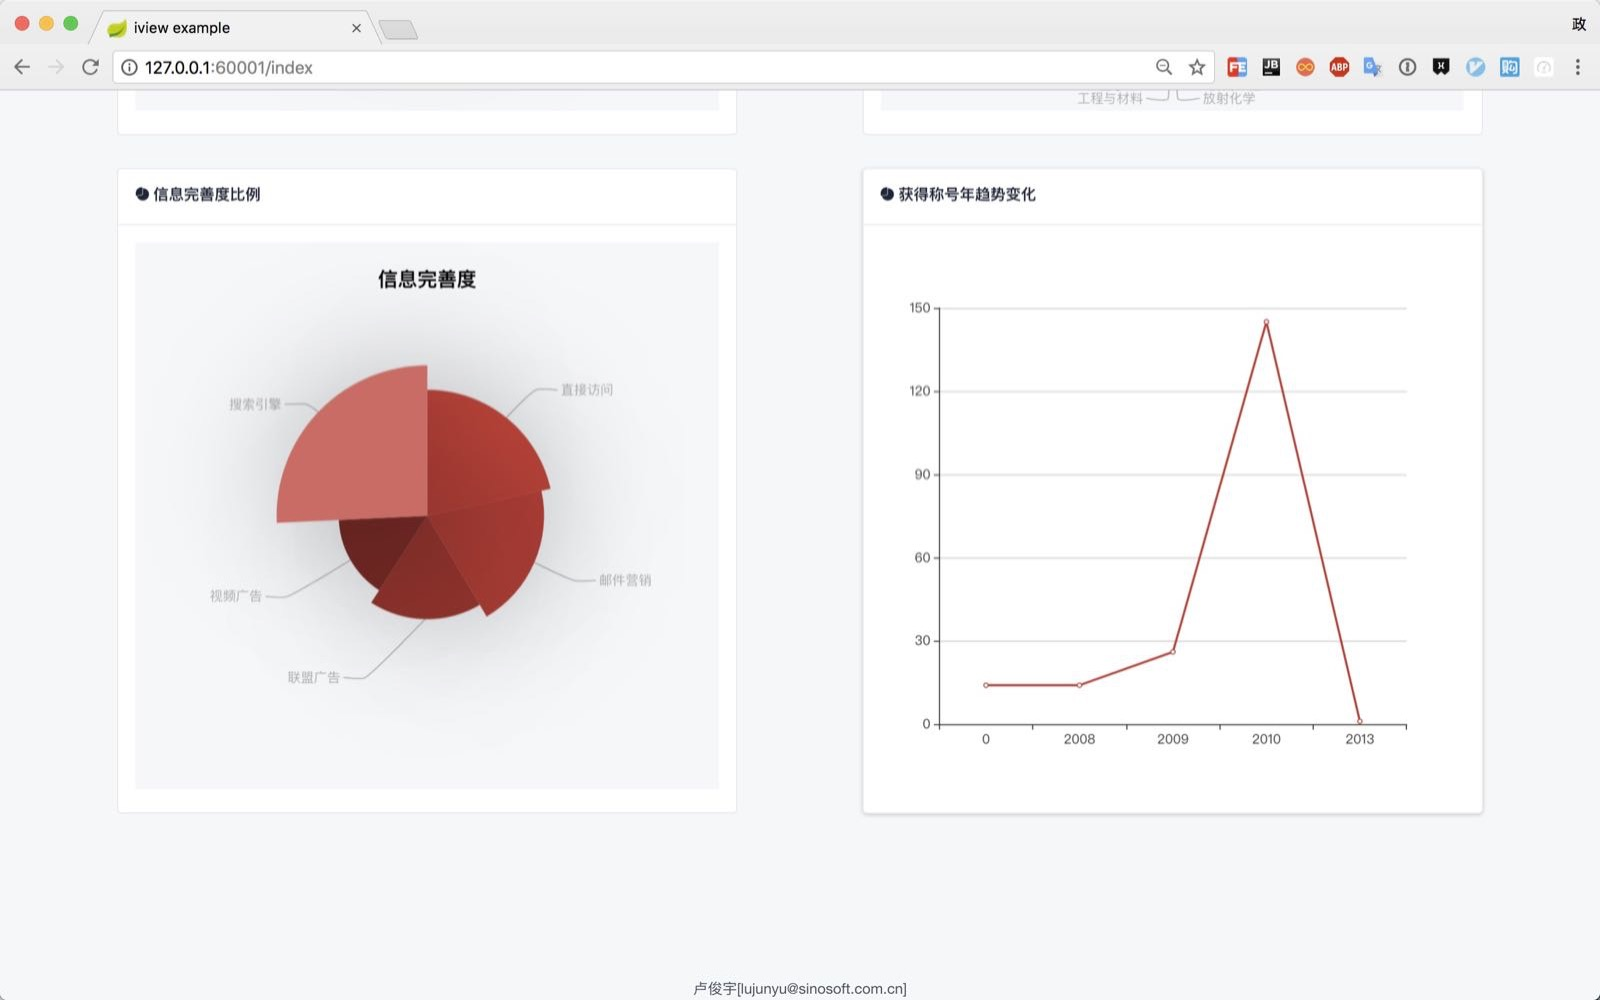 iview example
政
127.0.0.1:60001/index
FE
JB
ABP
工程与材料
放射化学
信息完善度比例
获得称号年趋势变化
信息完善度
搜索引擎
直接访问
视频广告
邮件营销
联盟广告
150
120
90
60
30
0
0 2008 2009 2010 2013
卢俊宇[lujunyu@sinosoft.com.cn]